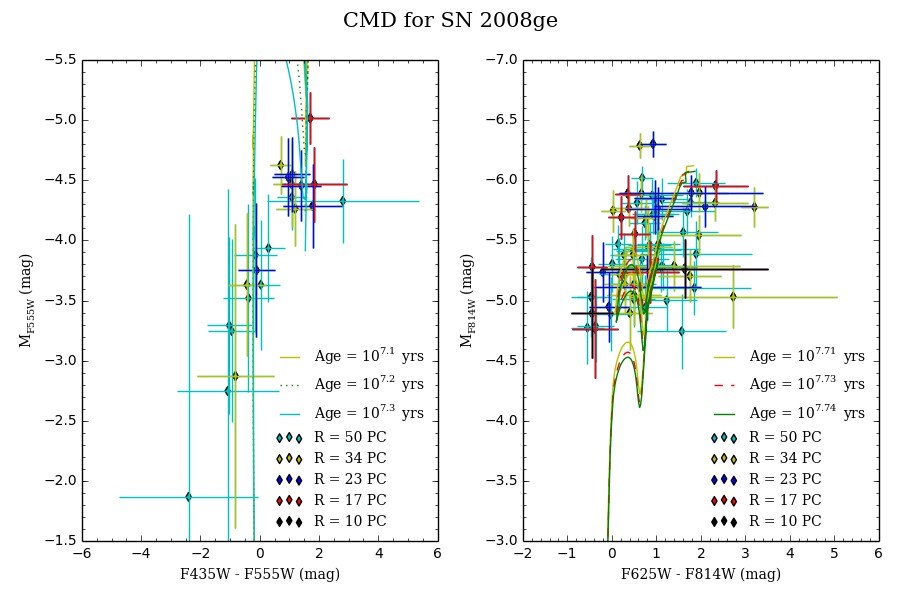 CMD for SN 2008ge
−5.5
−5.0
−4.5
−4.0
−3.5
−3.0
−2.5
−2.0
−1.5
M_F555W (mag)
−6 −4 −2 0 2 4 6
F435W - F555W (mag)
Age = 10^7.1 yrs
Age = 10^7.2 yrs
Age = 10^7.3 yrs
R = 50 PC
R = 34 PC
R = 23 PC
R = 17 PC
R = 10 PC
−7.0
−6.5
−6.0
−5.5
−5.0
−4.5
−4.0
−3.5
−3.0
M_F814W (mag)
−2 −1 0 1 2 3 4 5 6
F625W - F814W (mag)
Age = 10^7.71 yrs
Age = 10^7.73 yrs
Age = 10^7.74 yrs
R = 50 PC
R = 34 PC
R = 23 PC
R = 17 PC
R = 10 PC